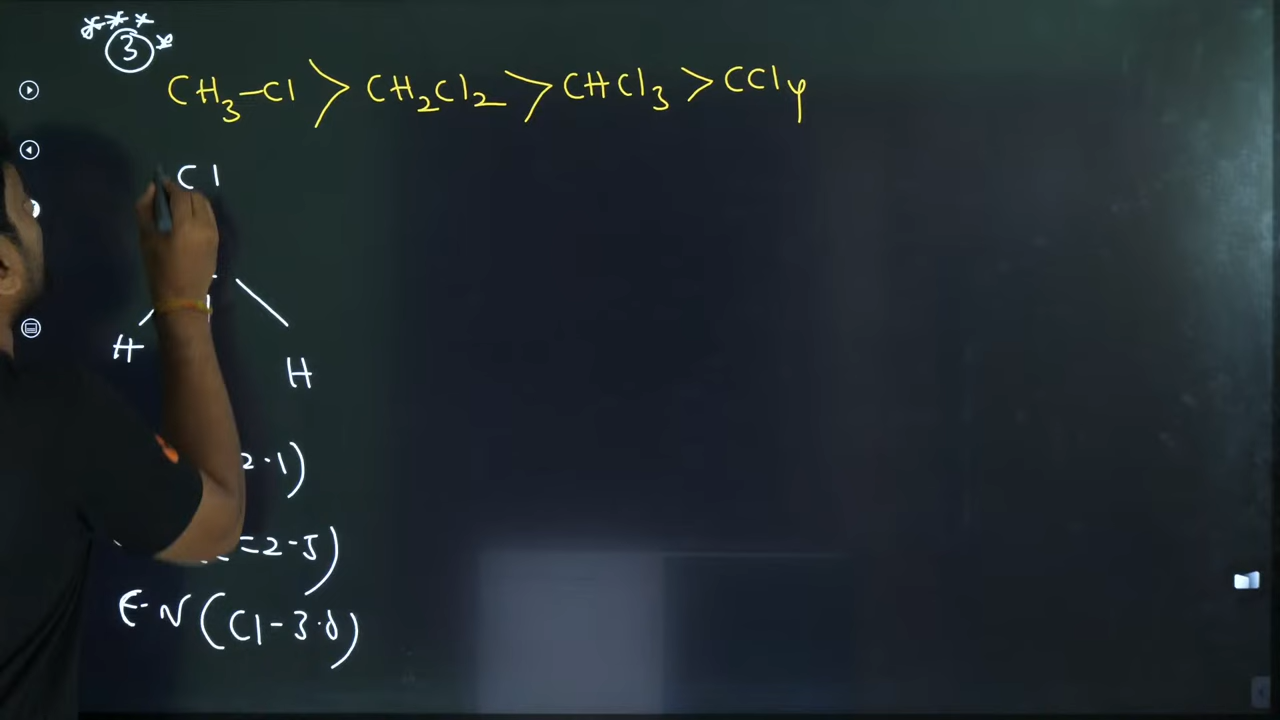 ***
③*
CH₃-Cl > CH₂Cl₂ > CHCl₃ > CCl₄
Cl
H
H
2.1)
=2.5)
E-N (Cl-3.0)